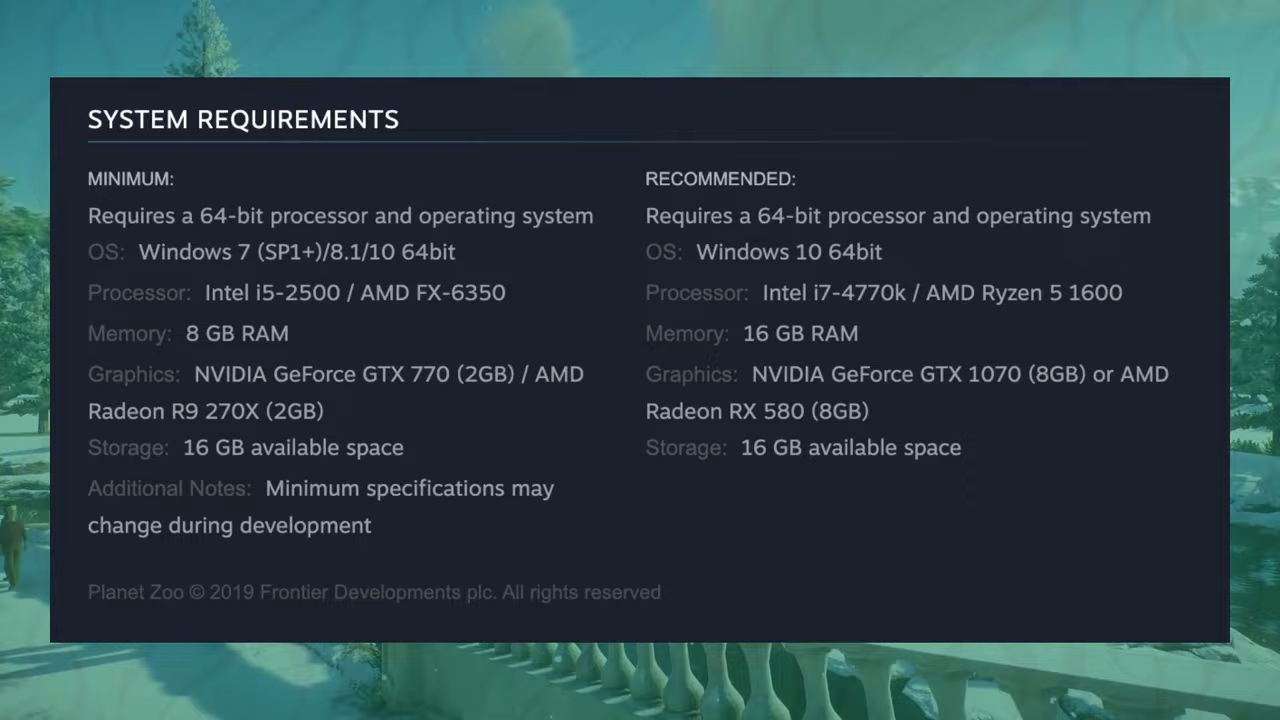 SYSTEM REQUIREMENTS
MINIMUM:
Requires a 64-bit processor and operating system
OS: Windows 7 (SP1+)/8.1/10 64bit
Processor: Intel i5-2500 / AMD FX-6350
Memory: 8 GB RAM
Graphics: NVIDIA GeForce GTX 770 (2GB) / AMD
Radeon R9 270X (2GB)
Storage: 16 GB available space
Additional Notes: Minimum specifications may
change during development
RECOMMENDED:
Requires a 64-bit processor and operating system
OS: Windows 10 64bit
Processor: Intel i7-4770k / AMD Ryzen 5 1600
Memory: 16 GB RAM
Graphics: NVIDIA GeForce GTX 1070 (8GB) or AMD
Radeon RX 580 (8GB)
Storage: 16 GB available space
Planet Zoo © 2019 Frontier Developments plc. All rights reserved